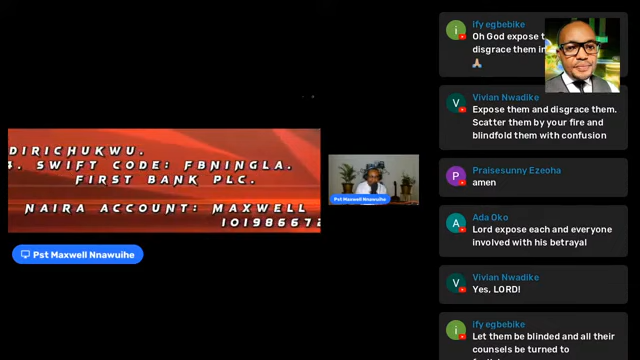 DIRICHUKWU.
4. SWIFT CODE: FBNINGLA.
FIRST BANK PLC.
NAIRA ACCOUNT: MAXWELL
101986672
Pst Maxwell Nnawuihe
Pst Maxwell Nnawuihe
ify egbebike
Oh God expose
disgrace them in
🙏🏻
Vivian Nwadike
Expose them and disgrace them.
Scatter them by your fire and
blindfold them with confusion
Praisesunny Ezeoha
amen
Ada Oko
Lord expose each and everyone
involved with his betrayal
Vivian Nwadike
Yes, LORD!
ify egbebike
Let them be blinded and all their
counsels be turned to